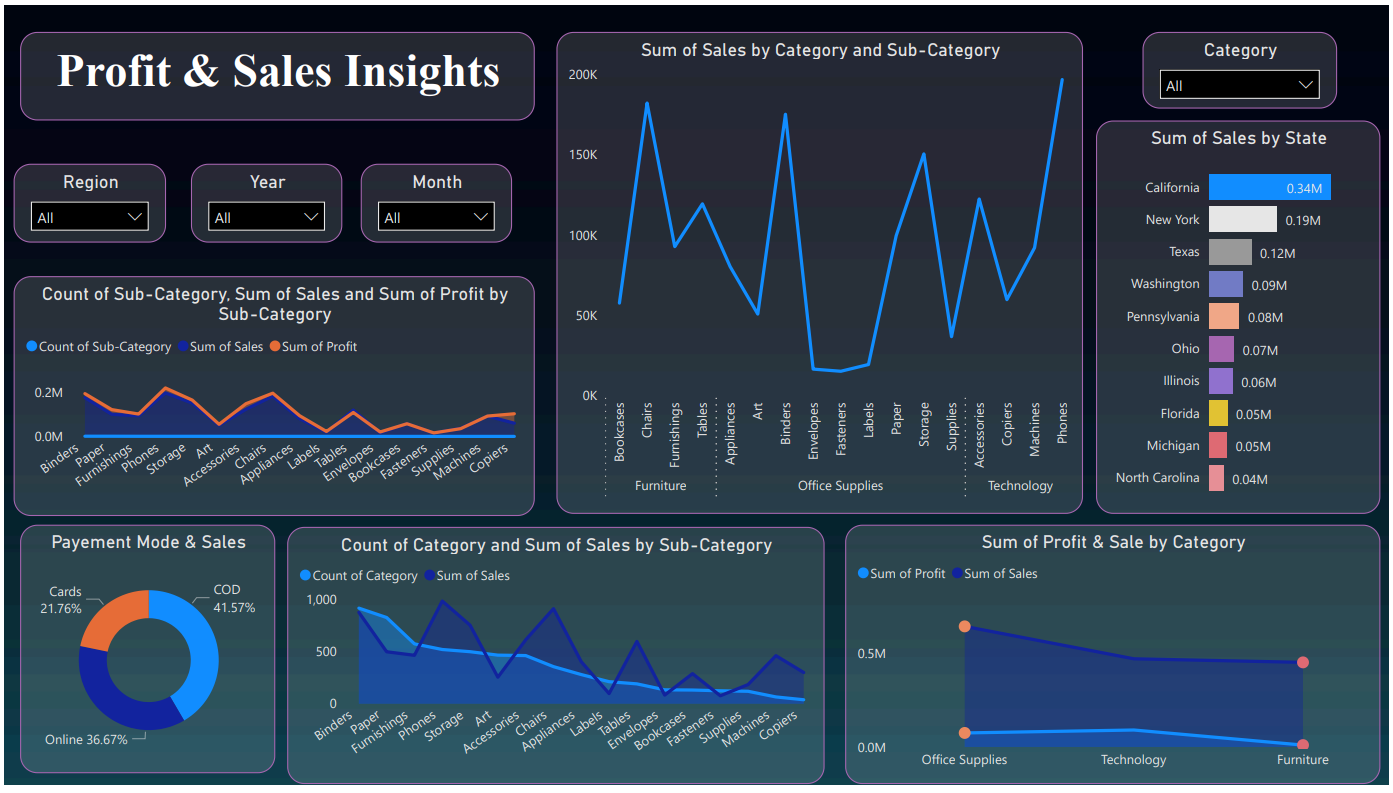 Profit & Sales Insights
Region
All
Year
All
Month
All
Count of Sub-Category, Sum of Sales and Sum of Profit by
Sub-Category
Count of Sub-Category Sum of Sales Sum of Profit
0.2M
0.0M
Binders
Paper
Furnishings
Phones
Storage
Art
Accessories
Chairs
Appliances
Labels
Tables
Envelopes
Bookcases
Fasteners
Supplies
Machines
Copiers
Sum of Sales by Category and Sub-Category
200K
150K
100K
50K
0K
Bookcases
Chairs
Furnishings
Tables
Appliances
Art
Binders
Envelopes
Fasteners
Labels
Paper
Storage
Supplies
Accessories
Copiers
Machines
Phones
Furniture
Office Supplies
Technology
Category
All
Sum of Sales by State
California 0.34M
New York 0.19M
Texas 0.12M
Washington 0.09M
Pennsylvania 0.08M
Ohio 0.07M
Illinois 0.06M
Florida 0.05M
Michigan 0.05M
North Carolina 0.04M
Payement Mode & Sales
Cards
21.76%
COD
41.57%
Online 36.67%
Count of Category and Sum of Sales by Sub-Category
Count of Category Sum of Sales
1,000
500
0
Binders
Paper
Furnishings
Phones
Storage
Art
Accessories
Chairs
Appliances
Labels
Tables
Envelopes
Bookcases
Fasteners
Supplies
Machines
Copiers
Sum of Profit & Sale by Category
Sum of Profit Sum of Sales
0.5M
0.0M
Office Supplies
Technology
Furniture